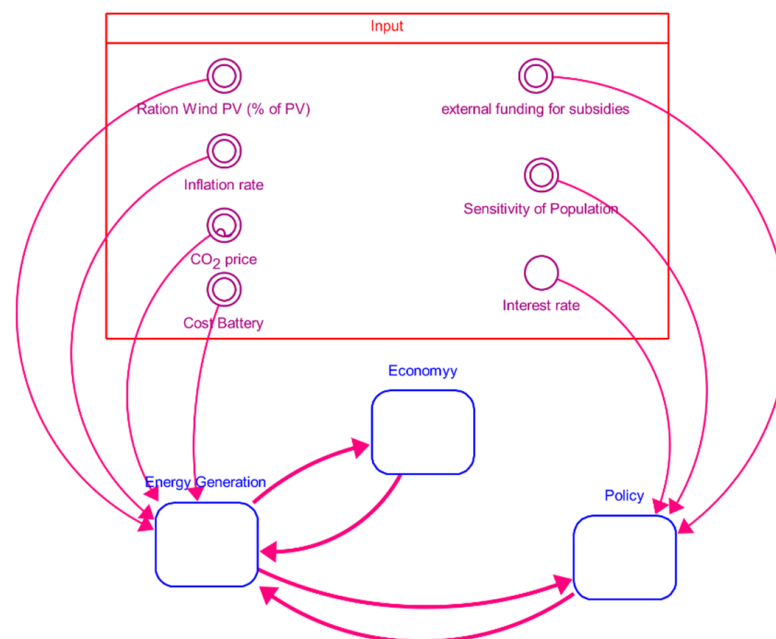 Input
Ration Wind PV (% of PV)
external funding for subsidies
Inflation rate
Sensitivity of Population
CO₂ price
Interest rate
Cost Battery
Economyy
Energy Generation
Policy